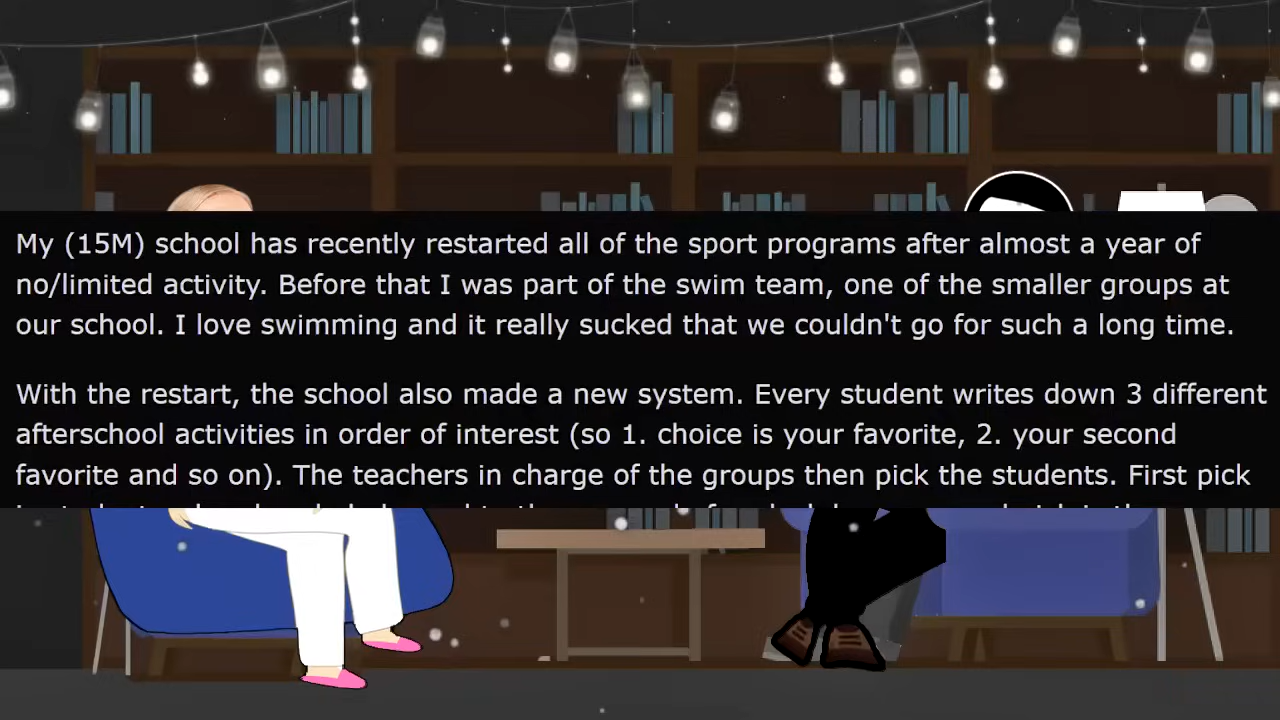 My (15M) school has recently restarted all of the sport programs after almost a year of
no/limited activity. Before that I was part of the swim team, one of the smaller groups at
our school. I love swimming and it really sucked that we couldn't go for such a long time.
With the restart, the school also made a new system. Every student writes down 3 different
afterschool activities in order of interest (so 1. choice is your favorite, 2. your second
favorite and so on). The teachers in charge of the groups then pick the students. First pick